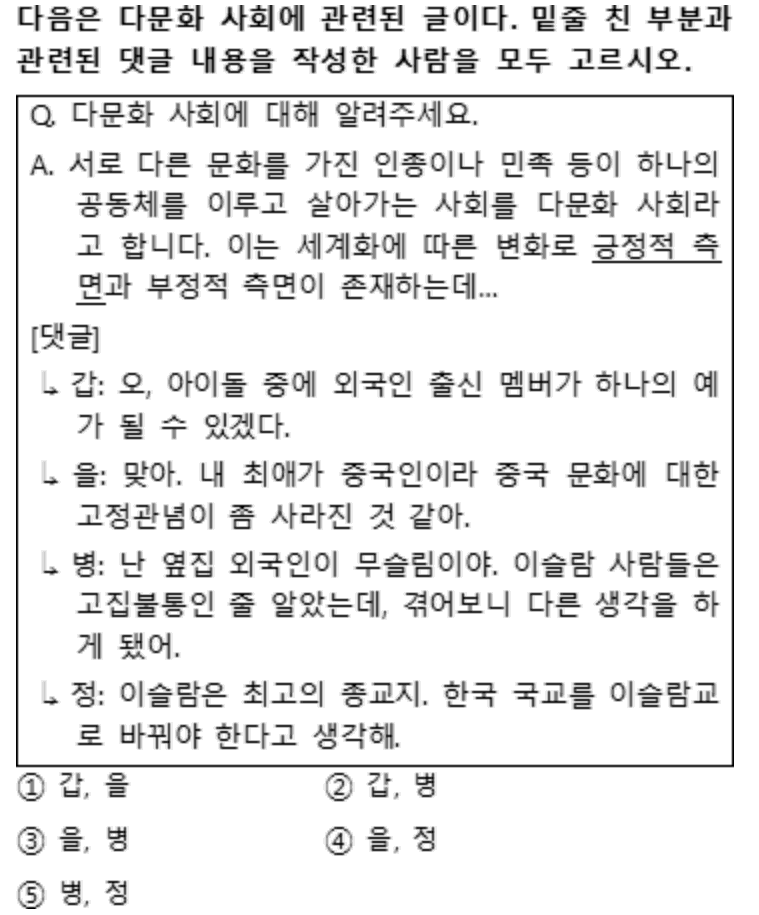 다음은 다문화 사회에 관련된 글이다. 밑줄 친 부분과
관련된 댓글 내용을 작성한 사람을 모두 고르시오.
Q. 다문화 사회에 대해 알려주세요.
A. 서로 다른 문화를 가진 인종이나 민족 등이 하나의
공동체를 이루고 살아가는 사회를 다문화 사회라
고 합니다. 이는 세계화에 따른 변화로 긍정적 측
면과 부정적 측면이 존재하는데...
[댓글]
↳ 갑: 오, 아이돌 중에 외국인 출신 멤버가 하나의 예
가 될 수 있겠다.
↳ 을: 맞아. 내 최애가 중국인이라 중국 문화에 대한
고정관념이 좀 사라진 것 같아.
↳ 병: 난 옆집 외국인이 무슬림이야. 이슬람 사람들은
고집불통인 줄 알았는데, 겪어보니 다른 생각을 하
게 됐어.
↳ 정: 이슬람은 최고의 종교지. 한국 국교를 이슬람교
로 바꿔야 한다고 생각해.
① 갑, 을 ② 갑, 병
③ 을, 병 ④ 을, 정
⑤ 병, 정